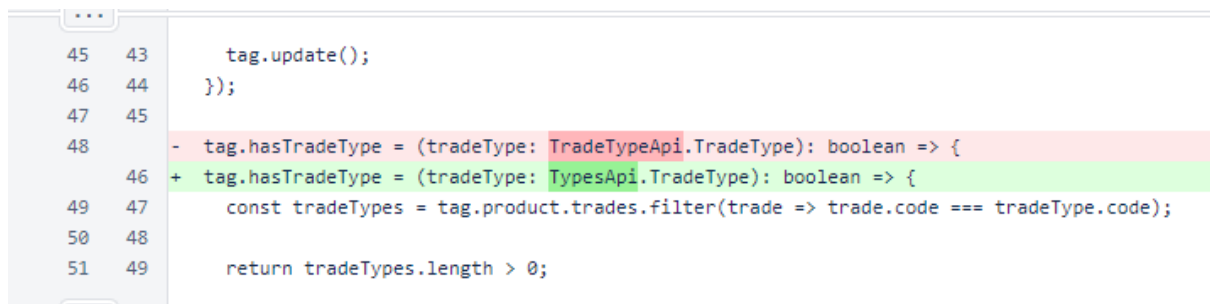 ...
45 43 tag.update();
46 44 });
47 45
48 - tag.hasTradeType = (tradeType: TradeTypeApi.TradeType): boolean => {
46 + tag.hasTradeType = (tradeType: TypesApi.TradeType): boolean => {
49 47 const tradeTypes = tag.product.trades.filter(trade => trade.code === tradeType.code);
50 48
51 49 return tradeTypes.length > 0;